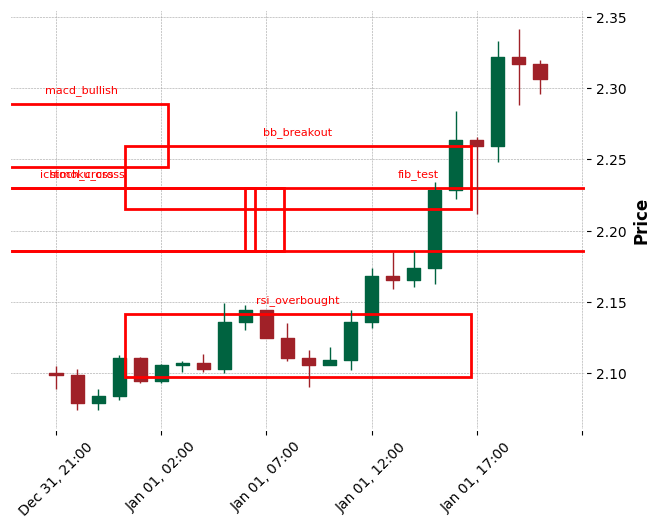 2.35
macd_bullish
2.30
bb_breakout
2.25
fib_test
2.20
Price
2.15
rsi_overbought
2.10
Dec 31, 21:00
Jan 01, 02:00
Jan 01, 07:00
Jan 01, 12:00
Jan 01, 17:00